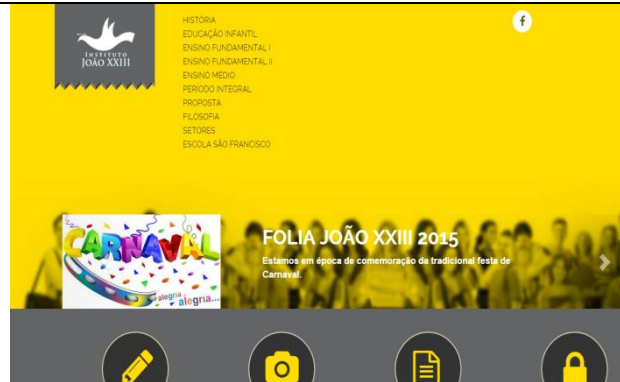 INSTITUTO
JOÃO XXIII
HISTORIA
EDUCAÇÃO INFANTIL
ENSINO FUNDAMENTAL I
ENSINO FUNDAMENTAL II
ENSINO MÉDIO
PERIODO INTEGRAL
PROPOSTA
FILOSOFIA
SETORES
ESCOLA SÃO FRANCISCO
f
CARNAVAL
alegria...
alegria...
FOLIA JOÃO XXIII 2015
Estamos em época de comemoração da tradicional festa de
Carnaval.